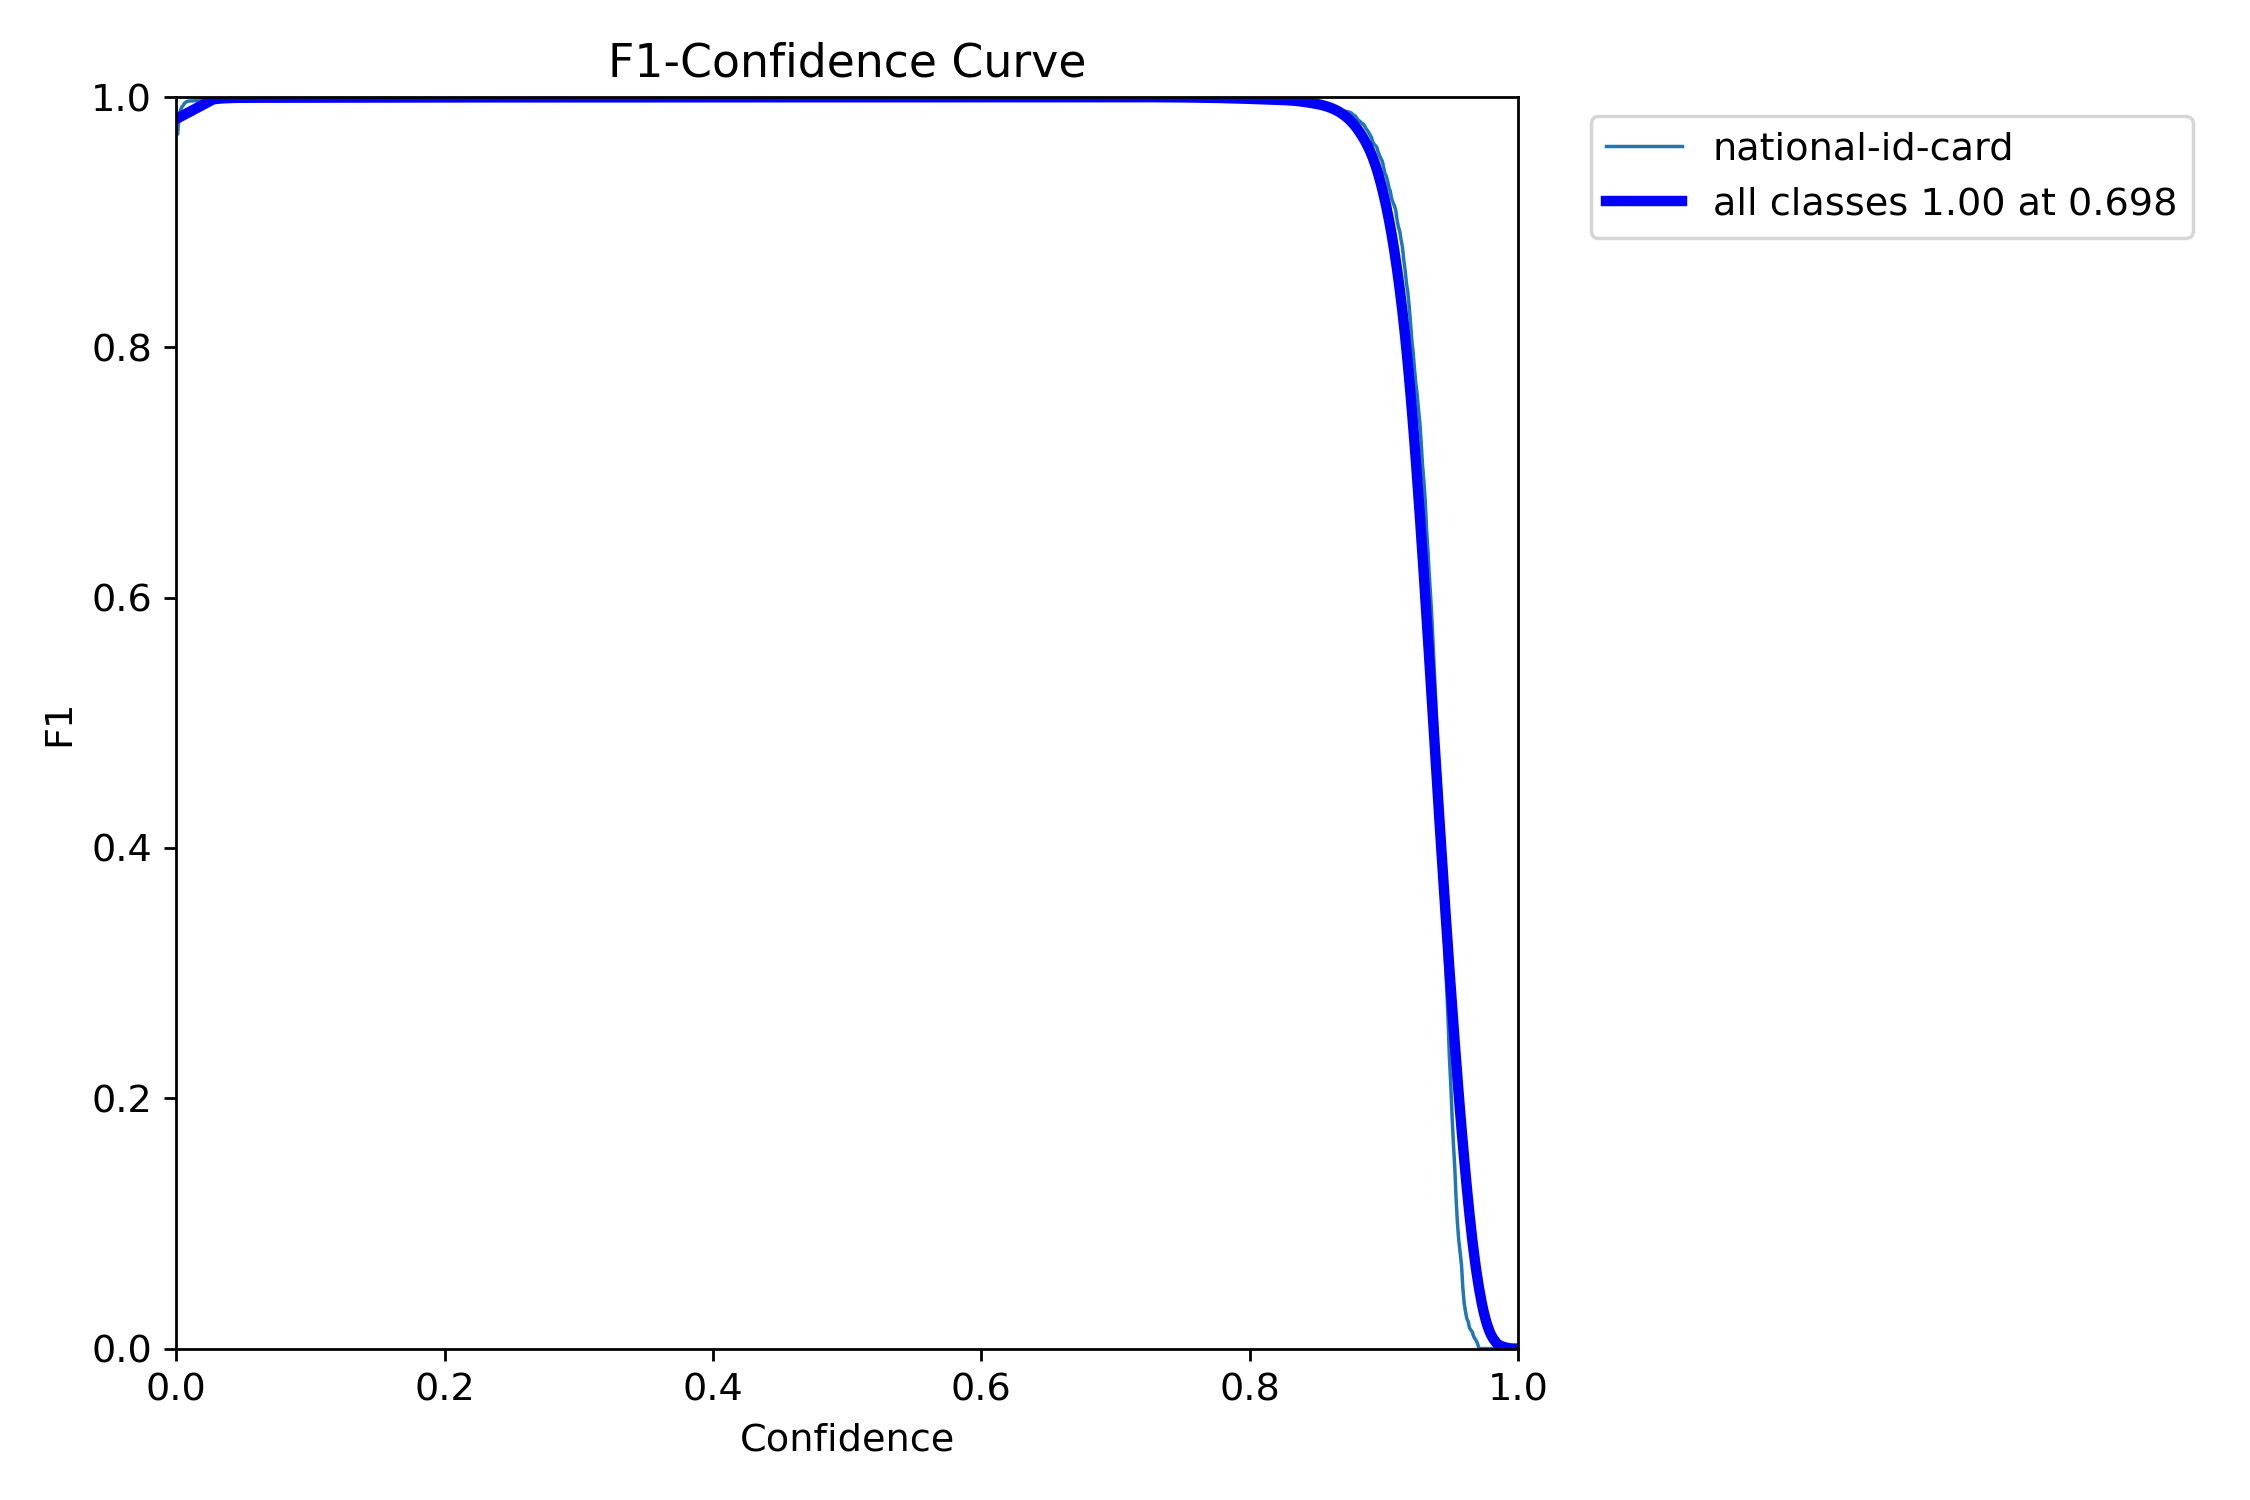 F1-Confidence Curve
national-id-card
all classes 1.00 at 0.698
1.0
0.8
0.6
0.4
0.2
0.0
F1
0.0 0.2 0.4 0.6 0.8 1.0
Confidence